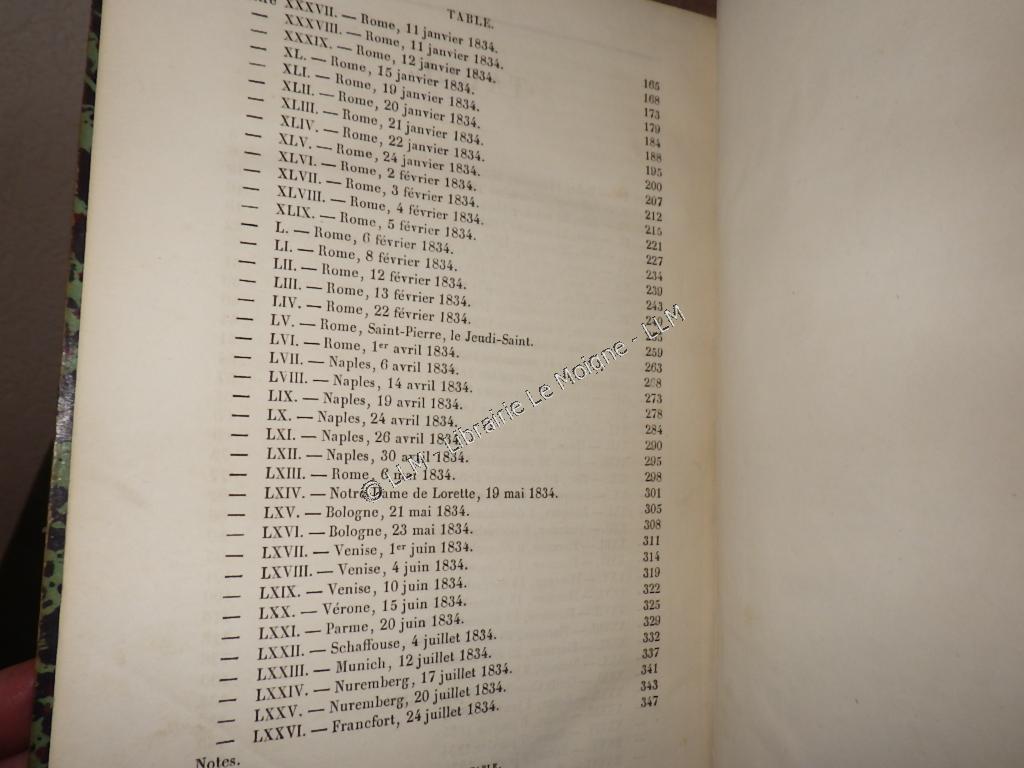 TABLE.
XXXVII. — Rome, 11 janvier 1834. 165
— XXXVIII. — Rome, 11 janvier 1834. 168
— XXXIX. — Rome, 12 janvier 1834. 173
— XL. — Rome, 15 janvier 1834. 179
— XLI. — Rome, 19 janvier 1834. 184
— XLII. — Rome, 20 janvier 1834. 188
— XLIII. — Rome, 21 janvier 1834. 195
— XLIV. — Rome, 22 janvier 1834. 200
— XLV. — Rome, 24 janvier 1834. 207
— XLVI. — Rome, 2 février 1834. 212
— XLVII. — Rome, 3 février 1834. 215
— XLVIII. — Rome, 4 février 1834. 221
— XLIX. — Rome, 5 février 1834. 227
— L. — Rome, 6 février 1834. 234
— LI. — Rome, 8 février 1834. 239
— LII. — Rome, 12 février 1834. 243
— LIII. — Rome, 13 février 1834.
— LIV. — Rome, 22 février 1834.
— LV. — Rome, Saint-Pierre, le Jeudi-Saint. 259
— LVI. — Rome, 1er avril 1834. 263
— LVII. — Naples, 6 avril 1834. 268
— LVIII. — Naples, 14 avril 1834. 273
— LIX. — Naples, 19 avril 1834. 278
— LX. — Naples, 24 avril 1834. 284
— LXI. — Naples, 26 avril 1834. 290
— LXII. — Naples, 30 avril 1834. 295
— LXIII. — Rome, 6 mai 1834. 298
— LXIV. — Notre-Dame de Lorette, 19 mai 1834. 301
— LXV. — Bologne, 21 mai 1834. 305
— LXVI. — Bologne, 23 mai 1834. 308
— LXVII. — Venise, 1er juin 1834. 311
— LXVIII. — Venise, 4 juin 1834. 314
— LXIX. — Venise, 10 juin 1834. 319
— LXX. — Vérone, 15 juin 1834. 322
— LXXI. — Parme, 20 juin 1834. 325
— LXXII. — Schaffouse, 4 juillet 1834. 329
— LXXIII. — Munich, 12 juillet 1834. 332
— LXXIV. — Nuremberg, 17 juillet 1834. 337
— LXXV. — Nuremberg, 20 juillet 1834. 341
— LXXVI. — Francfort, 24 juillet 1834. 343
Notes. 347
© LLM - Librairie Le Moigne - LLM